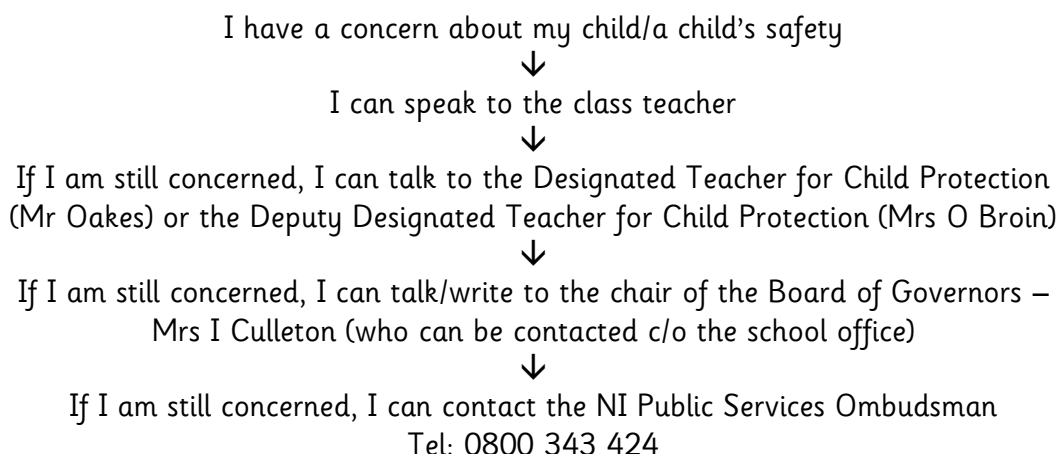 I have a concern about my child/a child's safety
↓
I can speak to the class teacher
↓
If I am still concerned, I can talk to the Designated Teacher for Child Protection
(Mr Oakes) or the Deputy Designated Teacher for Child Protection (Mrs O Broin)
↓
If I am still concerned, I can talk/write to the chair of the Board of Governors –
Mrs I Culleton (who can be contacted c/o the school office)
↓
If I am still concerned, I can contact the NI Public Services Ombudsman
Tel: 0800 343 424